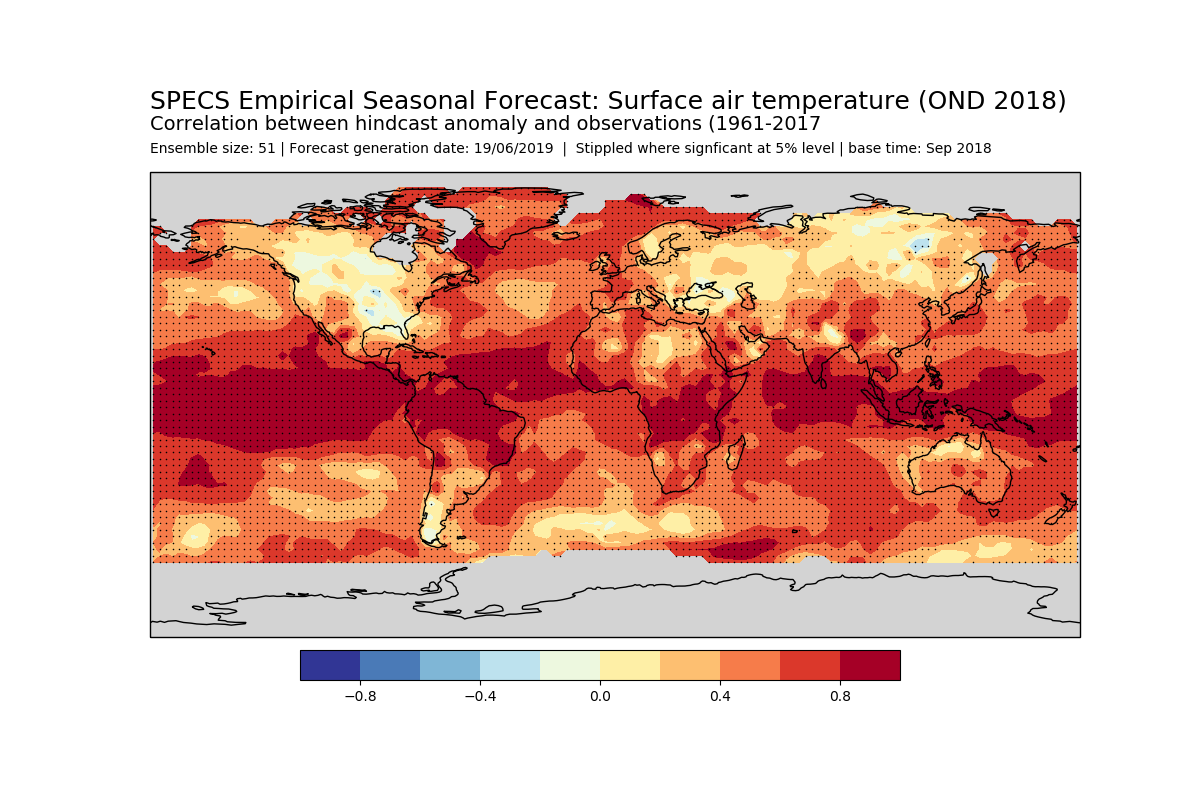 SPECS Empirical Seasonal Forecast: Surface air temperature (OND 2018)
Correlation between hindcast anomaly and observations (1961-2017
Ensemble size: 51 | Forecast generation date: 19/06/2019 | Stippled where signficant at 5% level | base time: Sep 2018
−0.8 −0.4 0.0 0.4 0.8